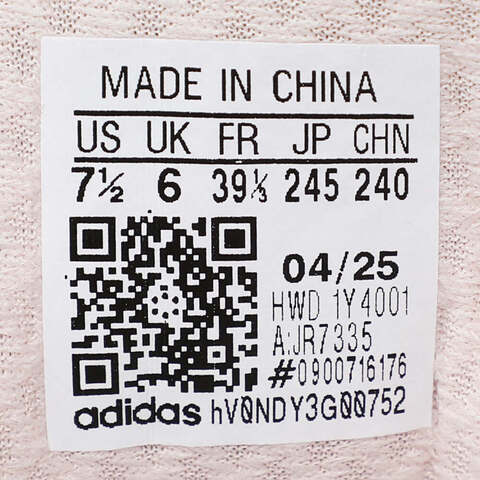 MADE IN CHINA
US UK FR JP CHN
7½ 6 39⅓ 245 240
04/25
HWD 1Y4001
A:JR7335
#0900716176
adidas hV0NDY3G00752